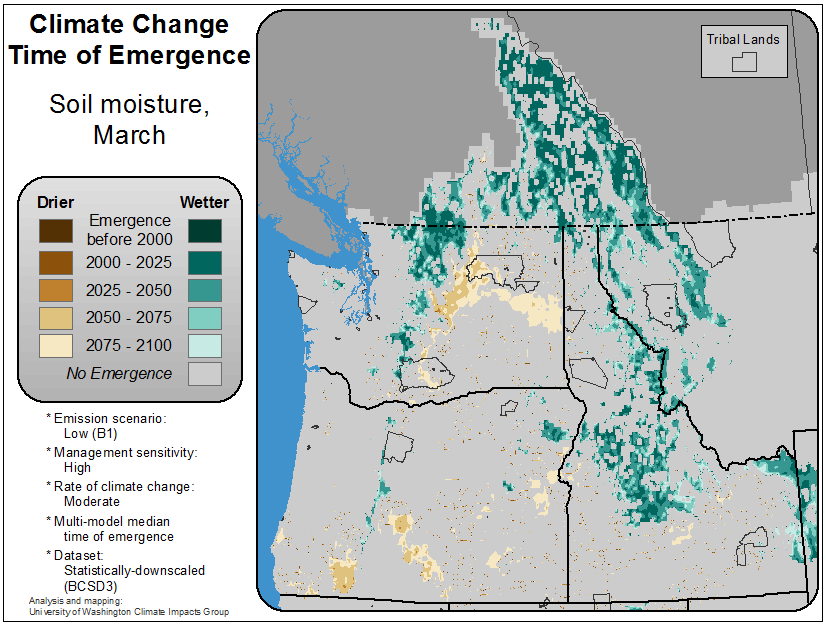 Climate Change
Time of Emergence
Soil moisture,
March
Tribal Lands
Drier
Wetter
Emergence
before 2000
2000 - 2025
2025 - 2050
2050 - 2075
2075 - 2100
No Emergence
* Emission scenario:
Low (B1)
* Management sensitivity:
High
* Rate of climate change:
Moderate
* Multi-model median
time of emergence
* Dataset:
Statistically-downscaled
(BCSD3)
Analysis and mapping:
University of Washington Climate Impacts Group